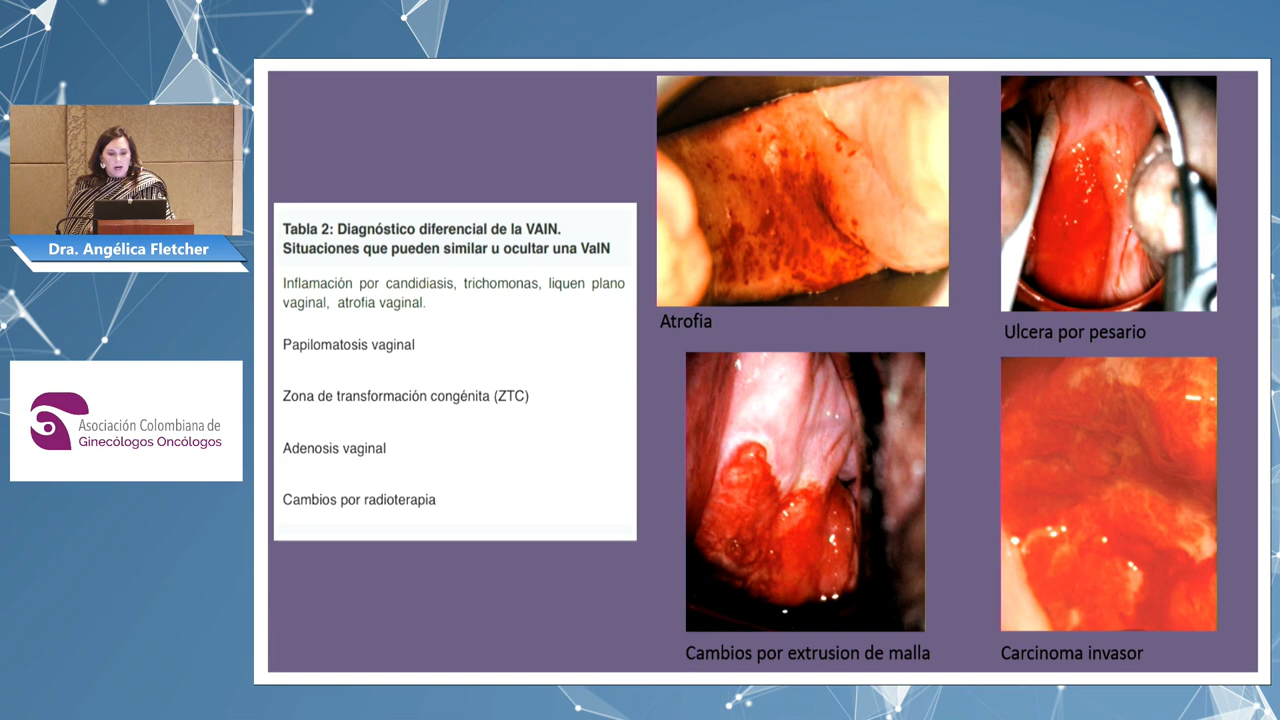 Dra. Angélica Fletcher
Asociación Colombiana de
Ginecólogos Oncólogos
Tabla 2: Diagnóstico diferencial de la VAIN.
Situaciones que pueden similar u ocultar una VaIN
Inflamación por candidiasis, trichomonas, liquen plano
vaginal, atrofia vaginal.
Papilomatosis vaginal
Zona de transformación congénita (ZTC)
Adenosis vaginal
Cambios por radioterapia
Atrofia
Ulcera por pesario
Cambios por extrusion de malla
Carcinoma invasor